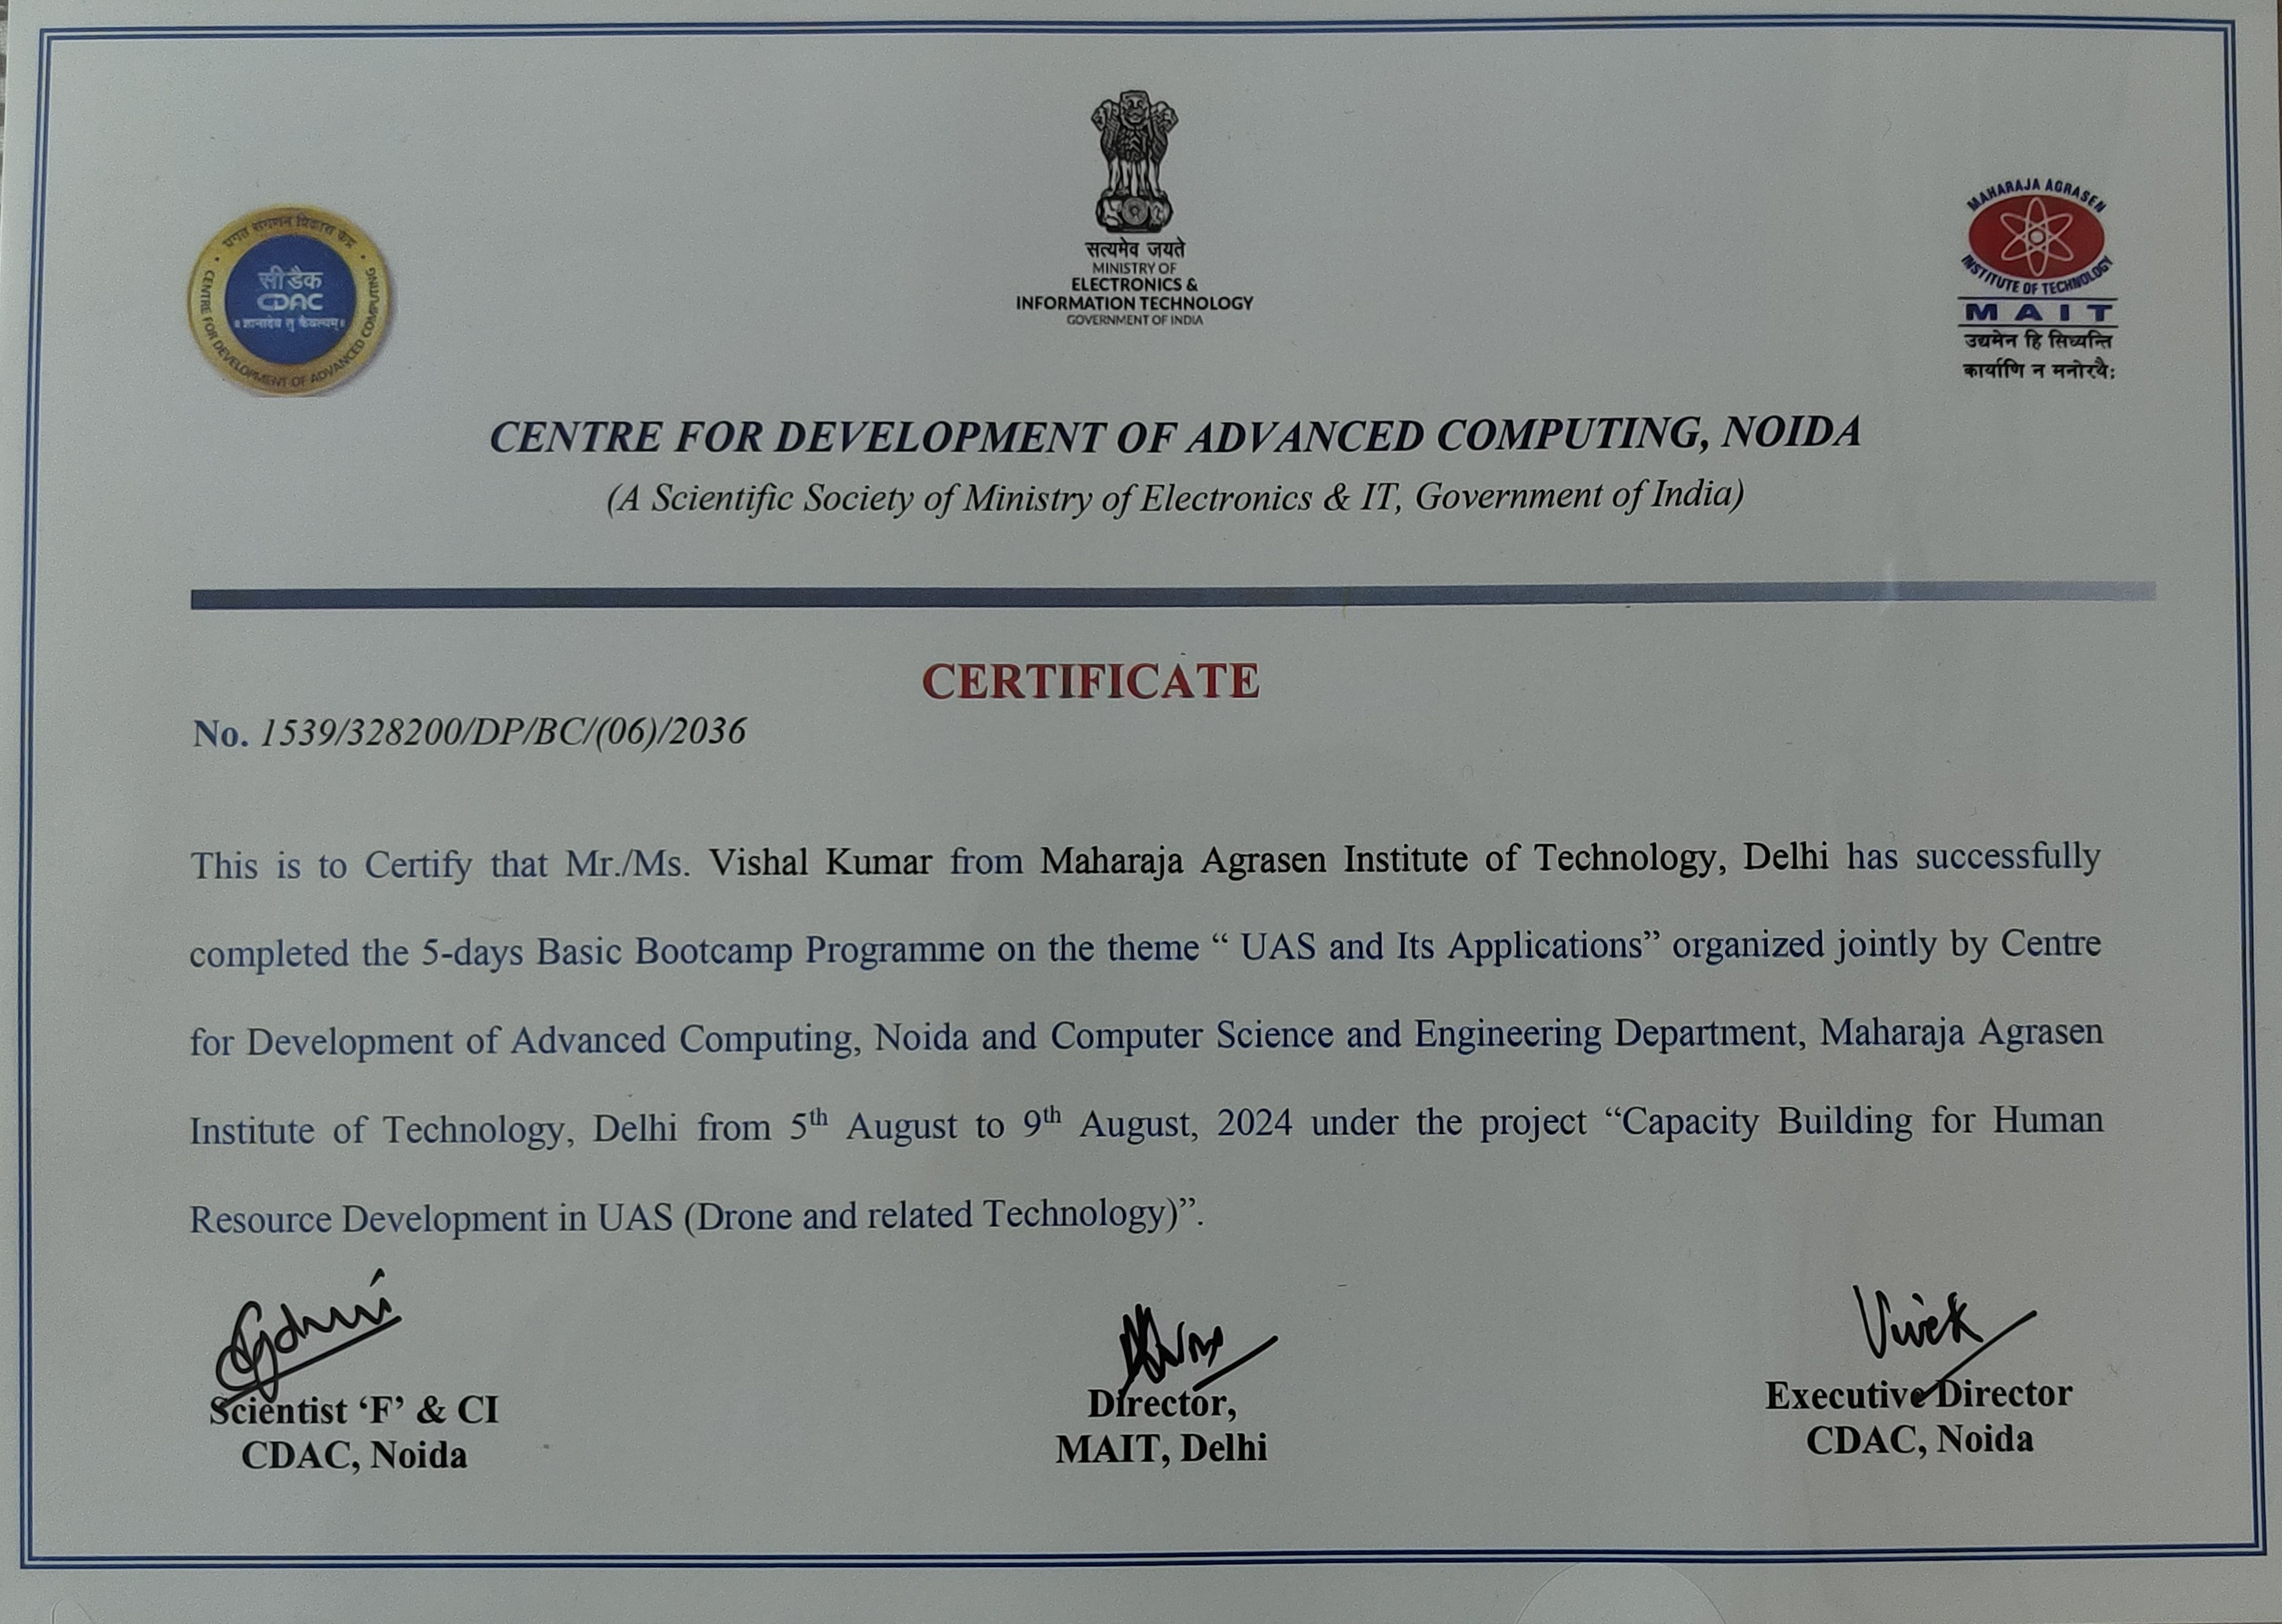 सत्यमेव जयते
MINISTRY OF
ELECTRONICS &
INFORMATION TECHNOLOGY
GOVERNMENT OF INDIA
प्रगत संगणन विकास केंद्र
सी डैक
CDAC
॥ ज्ञानादेव तु कैवल्यम् ॥
CENTRE FOR DEVELOPMENT OF ADVANCED COMPUTING
MAHARAJA AGRASEN
INSTITUTE OF TECHNOLOGY
MAIT
उद्यमेन हि सिध्यन्ति
कार्याणि न मनोरथैः
CENTRE FOR DEVELOPMENT OF ADVANCED COMPUTING, NOIDA
(A Scientific Society of Ministry of Electronics & IT, Government of India)
CERTIFICATE
No. 1539/328200/DP/BC/(06)/2036
This is to Certify that Mr./Ms. Vishal Kumar from Maharaja Agrasen Institute of Technology, Delhi has successfully
completed the 5-days Basic Bootcamp Programme on the theme “ UAS and Its Applications” organized jointly by Centre
for Development of Advanced Computing, Noida and Computer Science and Engineering Department, Maharaja Agrasen
Institute of Technology, Delhi from 5th August to 9th August, 2024 under the project “Capacity Building for Human
Resource Development in UAS (Drone and related Technology)”.
Vivek
Scientist ‘F’ & CI
CDAC, Noida
Director,
MAIT, Delhi
Executive Director
CDAC, Noida